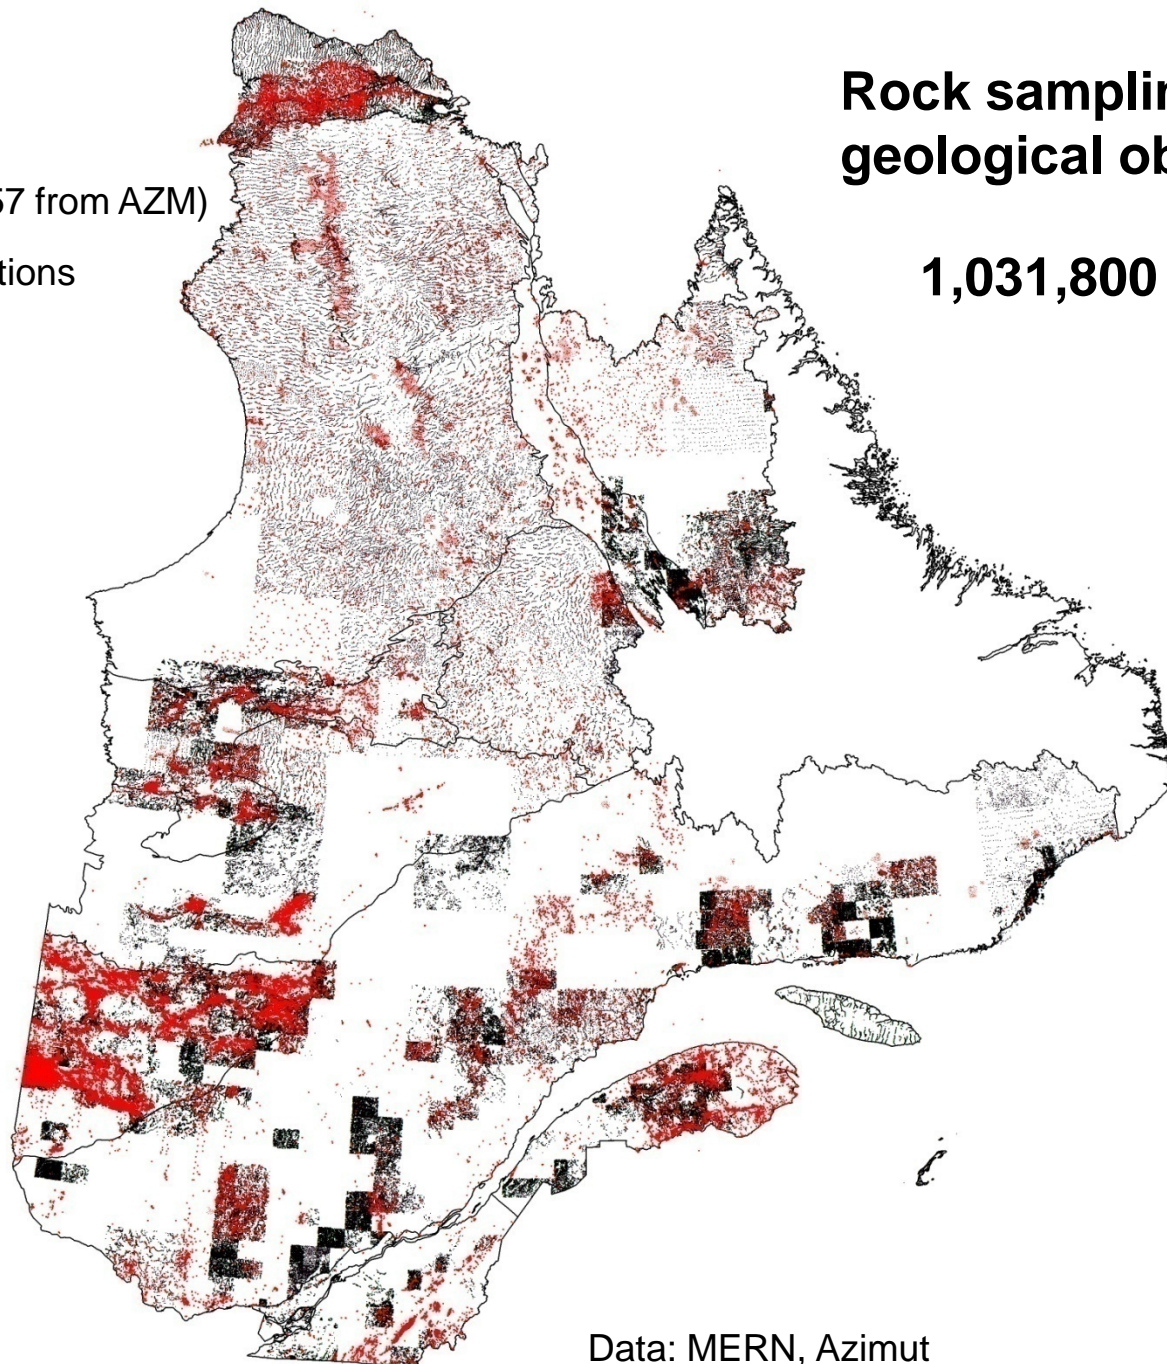 Rock samplin
geological ob
57 from AZM)
tions
1,031,800
Data: MERN, Azimut